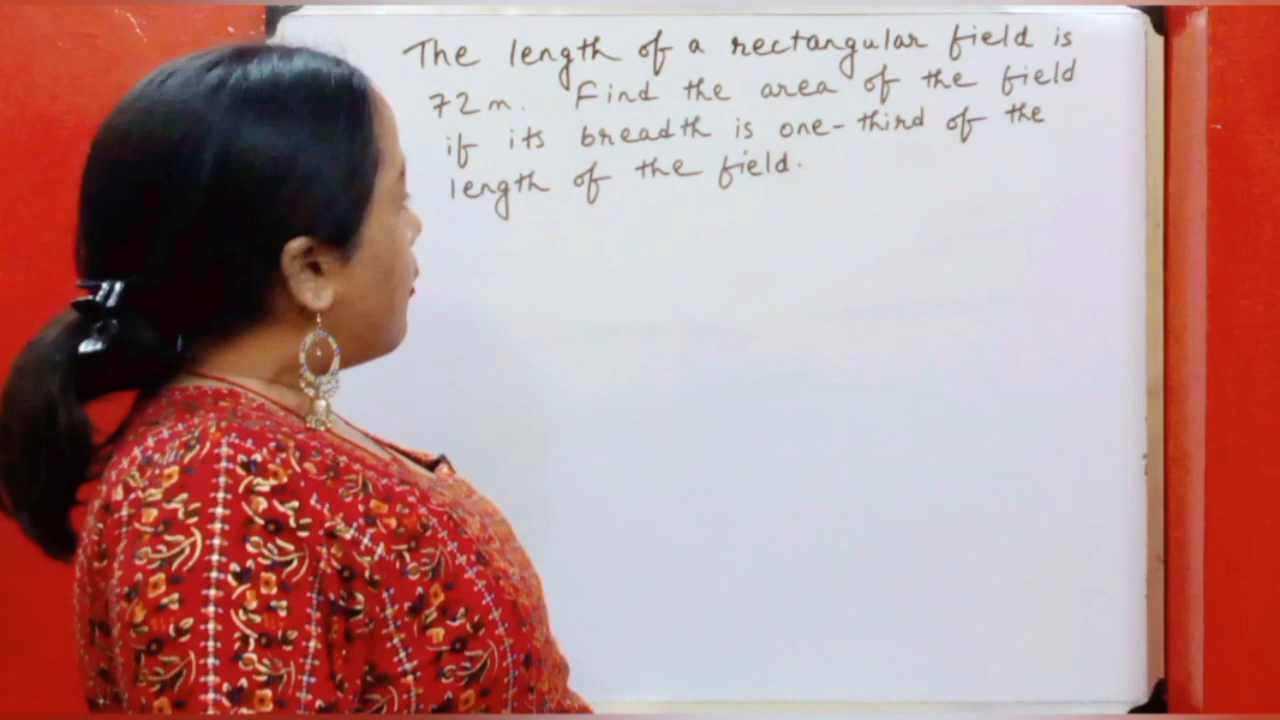 The length of a rectangular field is
72m. Find the area of the field
if its breadth is one-third of the
length of the field.